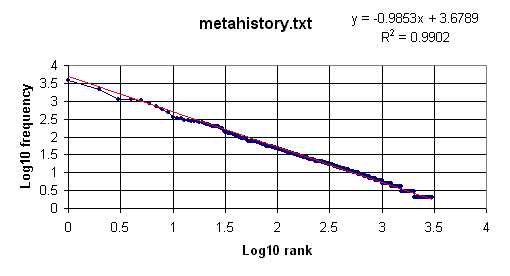 metahistory.txt
y = -0.9853x + 3.6789
R² = 0.9902
Log10 frequency
4
3.5
3
2.5
2
1.5
1
0.5
0
0 0.5 1 1.5 2 2.5 3 3.5 4
Log10 rank